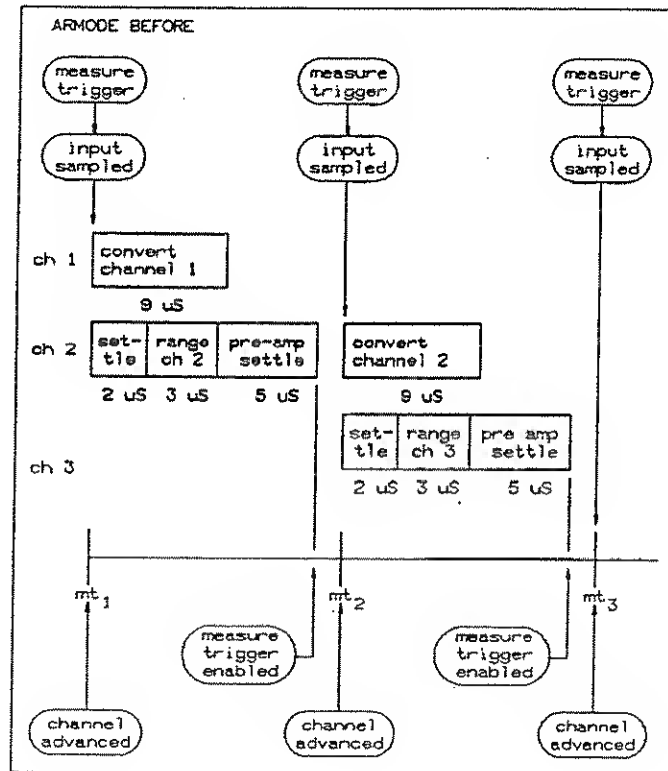 ARMODE BEFORE
measure
trigger
measure
trigger
measure
trigger
input
sampled
input
sampled
input
sampled
ch 1
convert
channel 1
9 uS
ch 2
set-
tle
range
ch 2
pre-amp
settle
convert
channel 2
2 uS
3 uS
5 uS
9 uS
ch 3
set-
tle
range
ch 3
pre amp
settle
2 uS
3 uS
5 uS
mt1
mt2
mt3
measure
trigger
enabled
measure
trigger
enabled
channel
advanced
channel
advanced
channel
advanced